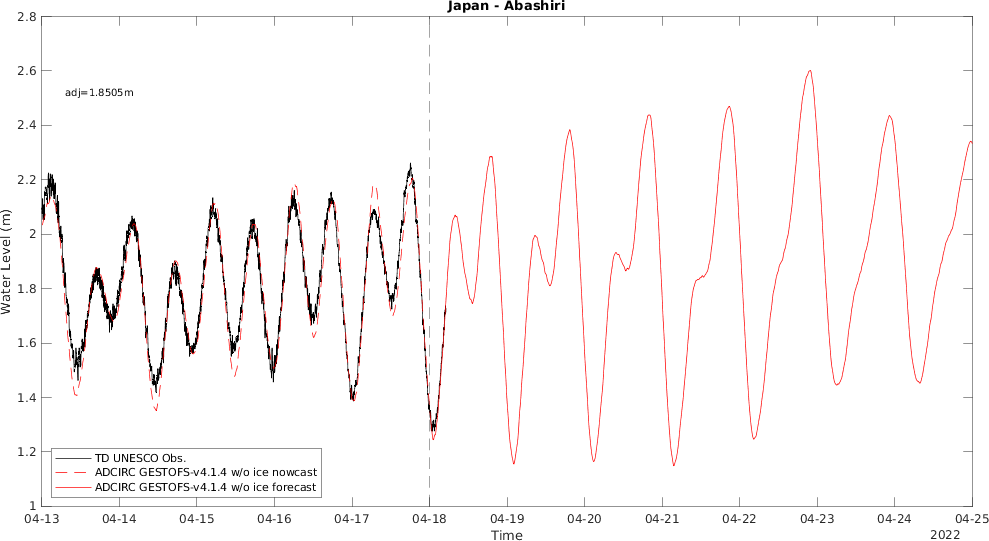 Japan - Abashiri
2.8
2.6
2.4
2.2
2
1.8
1.6
1.4
1.2
1
Water Level (m)
adj=1.8505m
TD UNESCO Obs.
ADCIRC GESTOFS-v4.1.4 w/o ice nowcast
ADCIRC GESTOFS-v4.1.4 w/o ice forecast
04-13 04-14 04-15 04-16 04-17 04-18 04-19 04-20 04-21 04-22 04-23 04-24 04-25
Time
2022